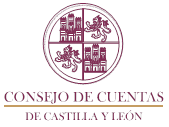 CONSEJO DE CUENTAS
DE CASTILLA Y LEÓN